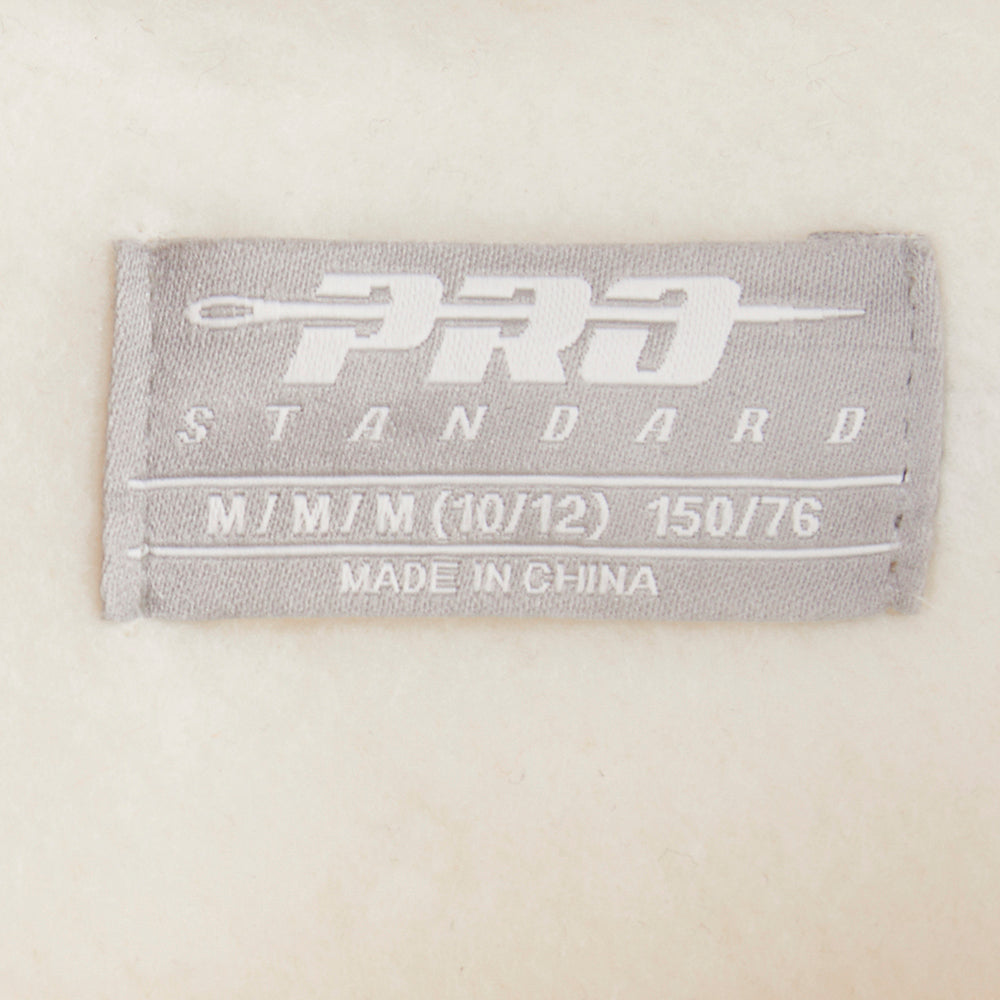 PRO
STANDARD
M/M/M (10/12) 150/76
MADE IN CHINA